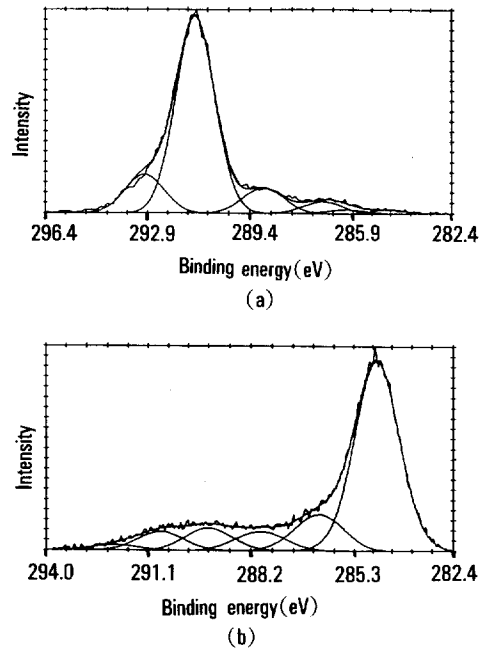 Intensity
296.4 292.9 289.4 285.9 282.4
Binding energy(eV)
(a)
Intensity
294.0 291.1 288.2 285.3 282.4
Binding energy(eV)
(b)